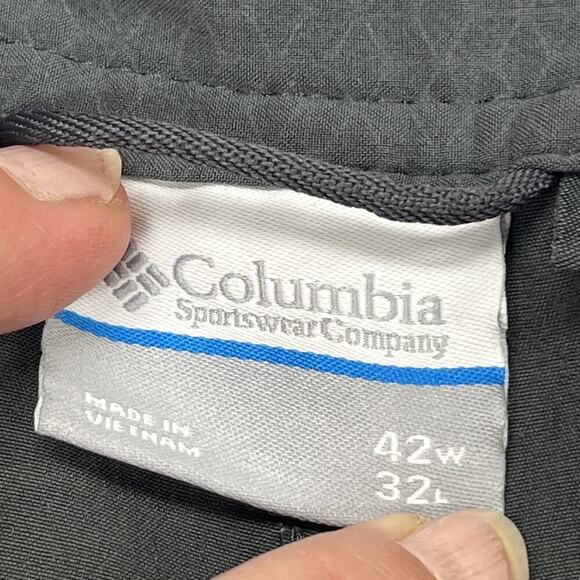 Columbia
Sportswear Company
MADE IN
VIETNAM
42W
32L